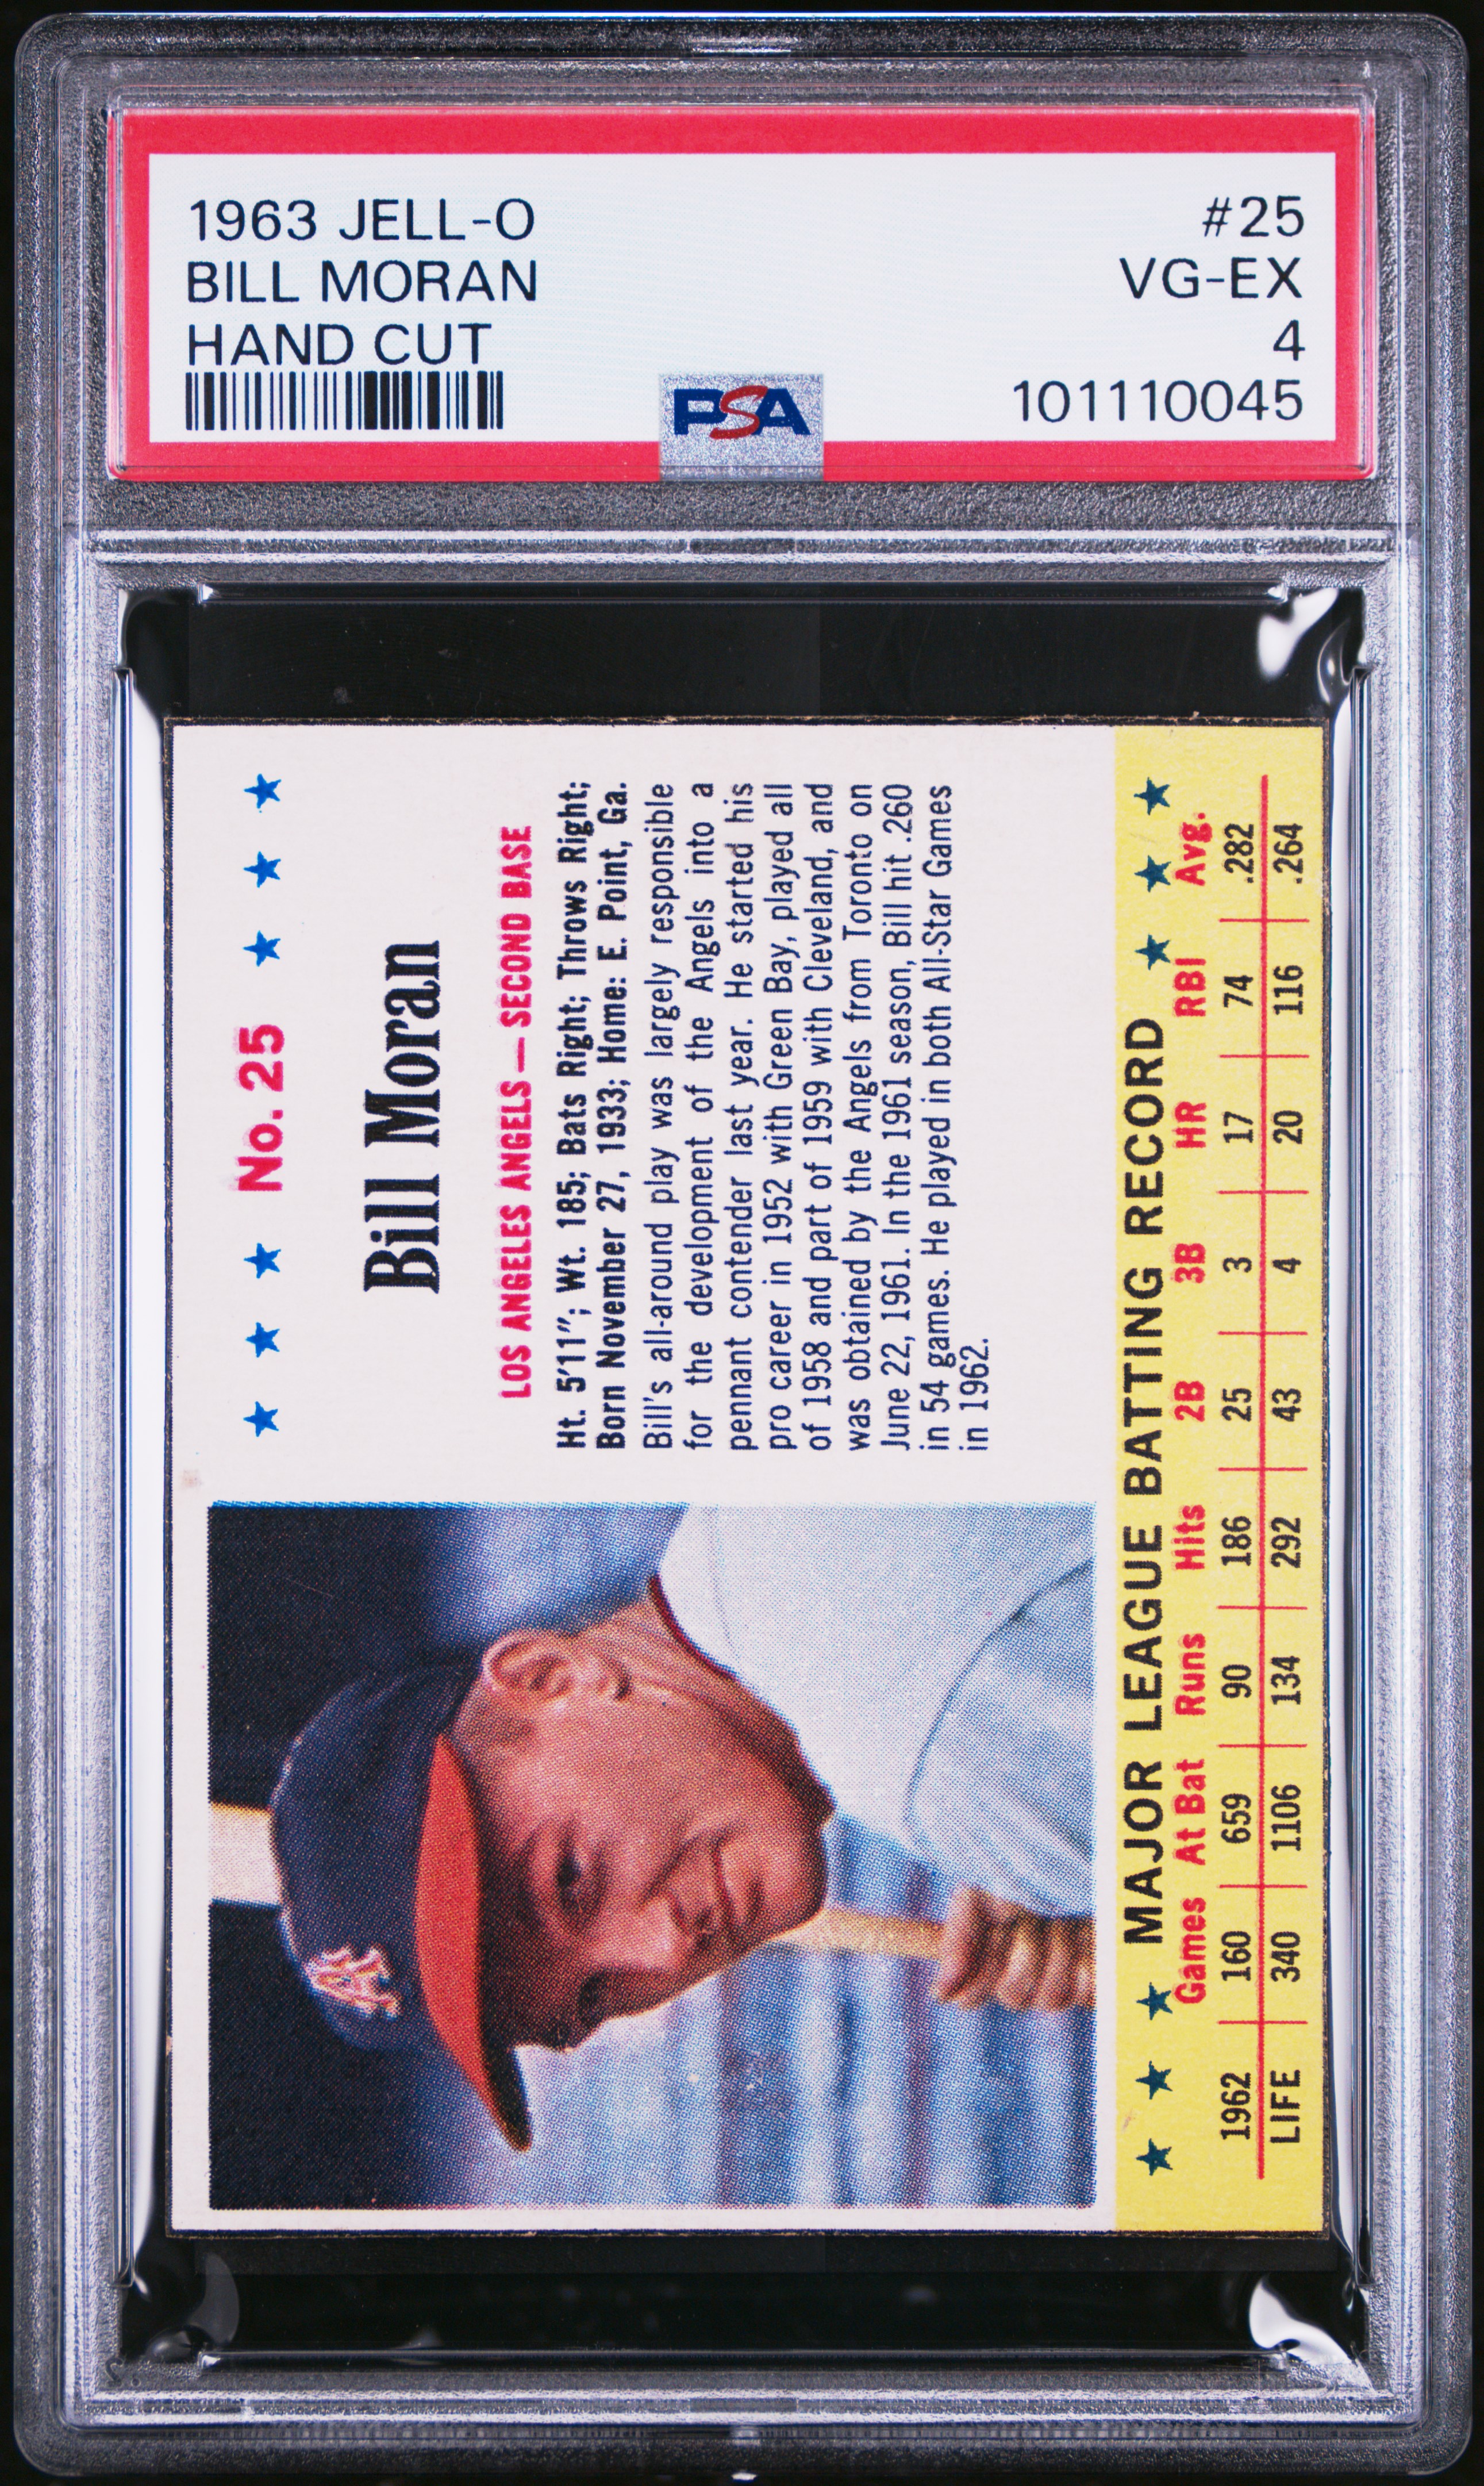 1963 JELL-O #25
BILL MORAN VG-EX
HAND CUT 4
PSA 101110045
★ ★ ★ No. 25 ★ ★ ★
Bill Moran
LOS ANGELES ANGELS—SECOND BASE
Ht. 5'11"; Wt. 185; Bats Right; Throws Right;
Born November 27, 1933; Home: E. Point, Ga.
Bill's all-around play was largely responsible
for the development of the Angels into a
pennant contender last year. He started his
pro career in 1952 with Green Bay, played all
of 1958 and part of 1959 with Cleveland, and
was obtained by the Angels from Toronto on
June 22, 1961. In the 1961 season, Bill hit .260
in 54 games. He played in both All-Star Games
in 1962.
A
★ ★ ★ MAJOR LEAGUE BATTING RECORD ★ ★ ★
Games At Bat Runs Hits 2B 3B HR RBI Avg.
1962 160 659 90 186 25 3 17 74 .282
LIFE 340 1106 134 292 43 4 20 116 .264